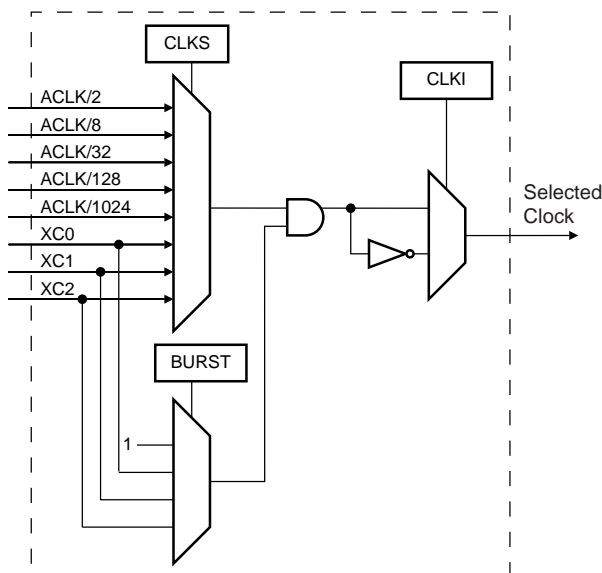 CLKS
CLKI
ACLK/2
ACLK/8
ACLK/32
ACLK/128
ACLK/1024
XC0
XC1
XC2
Selected
Clock
BURST
1